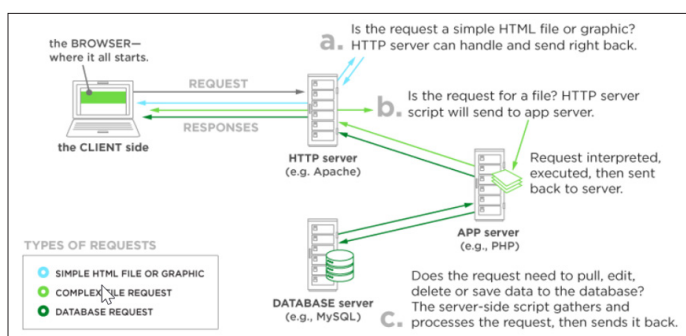 the BROWSER—
where it all starts.
REQUEST
RESPONSES
the CLIENT side
a. Is the request a simple HTML file or graphic?
HTTP server can handle and send right back.
b. Is the request for a file? HTTP server
script will send to app server.
HTTP server
(e.g. Apache)
Request interpreted,
executed, then sent
back to server.
APP server
(e.g., PHP)
TYPES OF REQUESTS
SIMPLE HTML FILE OR GRAPHIC
COMPLEX FILE REQUEST
DATABASE REQUEST
DATABASE server
(e.g., MySQL)
c. Does the request need to pull, edit,
delete or save data to the database?
The server-side script gathers and
processes the request, then sends it back.